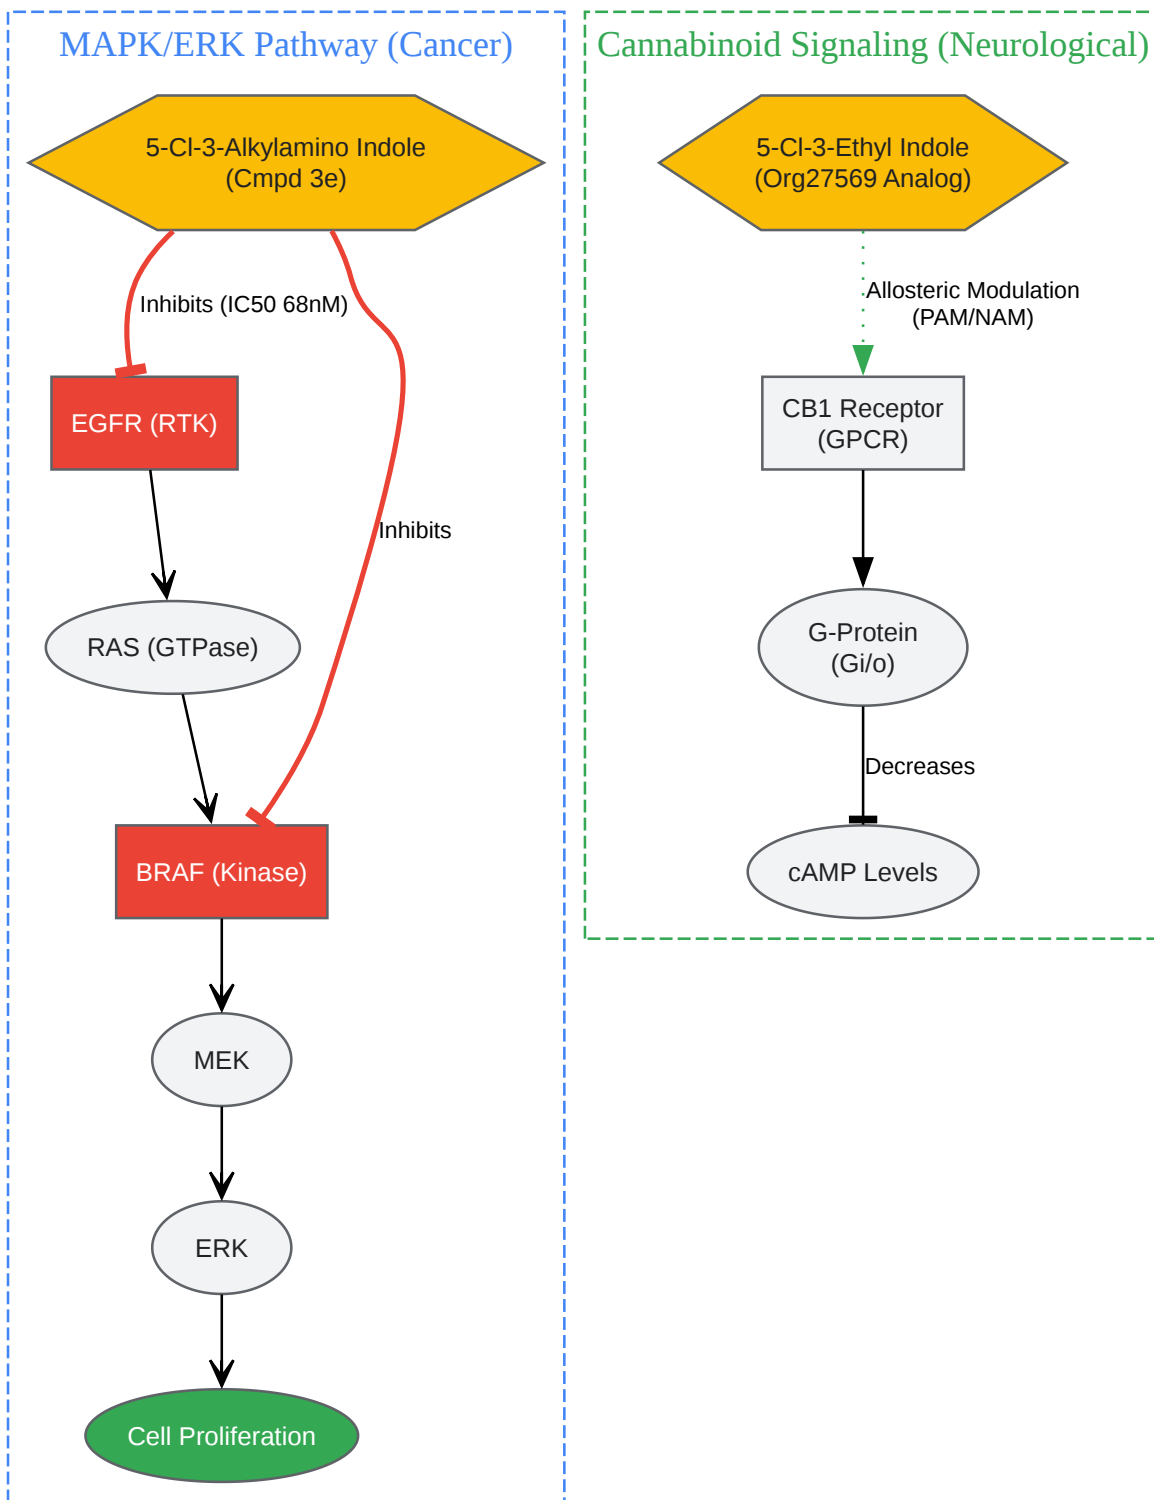 MAPK/ERK Pathway (Cancer)
5-Cl-3-Alkylamino Indole
(Cmpd 3e)
Inhibits (IC50 68nM)
EGFR (RTK)
Inhibits
RAS (GTPase)
BRAF (Kinase)
MEK
ERK
Cell Proliferation
Cannabinoid Signaling (Neurological)
5-Cl-3-Ethyl Indole
(Org27569 Analog)
Allosteric Modulation
(PAM/NAM)
CB1 Receptor
(GPCR)
G-Protein
(Gi/o)
Decreases
cAMP Levels